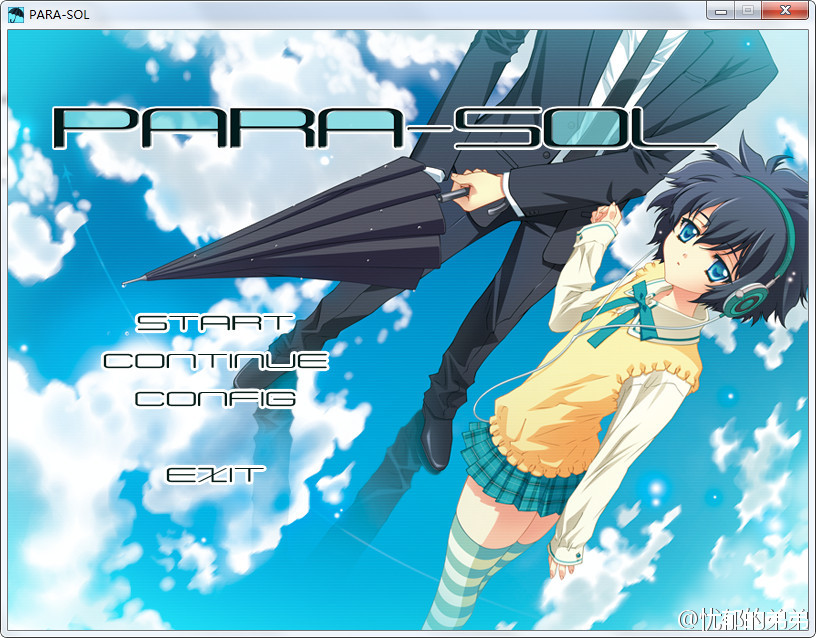 PARA-SOL
PARA-SOL
START
CONTINUE
CONFIG
EXIT
@忧郁的弟弟